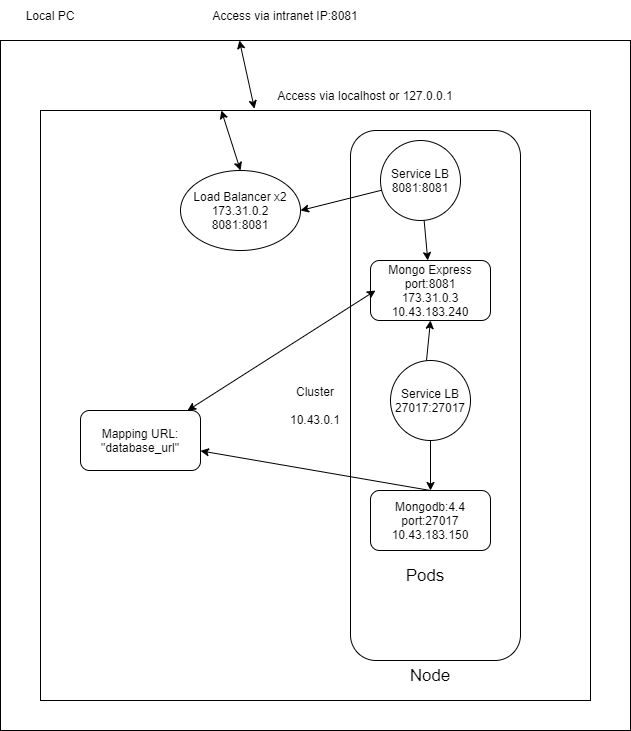 Local PC
Access via intranet IP:8081
Access via localhost or 127.0.0.1
Service LB
8081:8081
Load Balancer x2
173.31.0.2
8081:8081
Mongo Express
port:8081
173.31.0.3
10.43.183.240
Cluster
10.43.0.1
Service LB
27017:27017
Mapping URL:
"database_url"
Mongodb:4.4
port:27017
10.43.183.150
Pods
Node